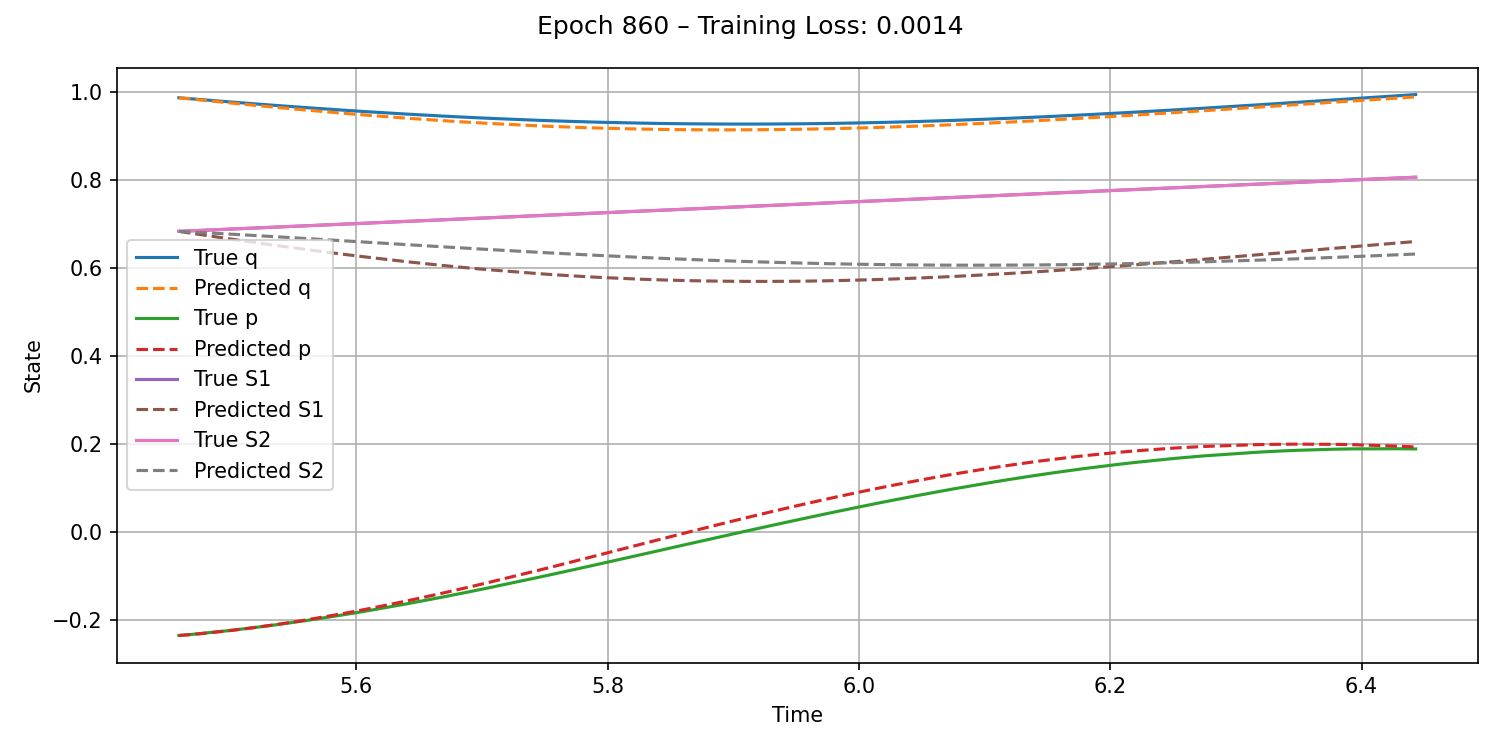 Epoch 860 – Training Loss: 0.0014
1.0
0.8
0.6
0.4
0.2
0.0
−0.2
State
True q
Predicted q
True p
Predicted p
True S1
Predicted S1
True S2
Predicted S2
5.6 5.8 6.0 6.2 6.4
Time